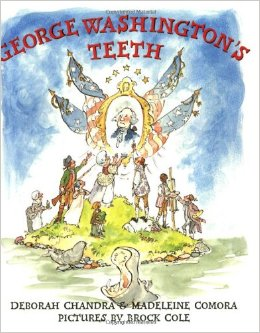 GEORGE WASHINGTON'S
TEETH
DEBORAH CHANDRA & MADELEINE COMORA
PICTURES BY BROCK COLE